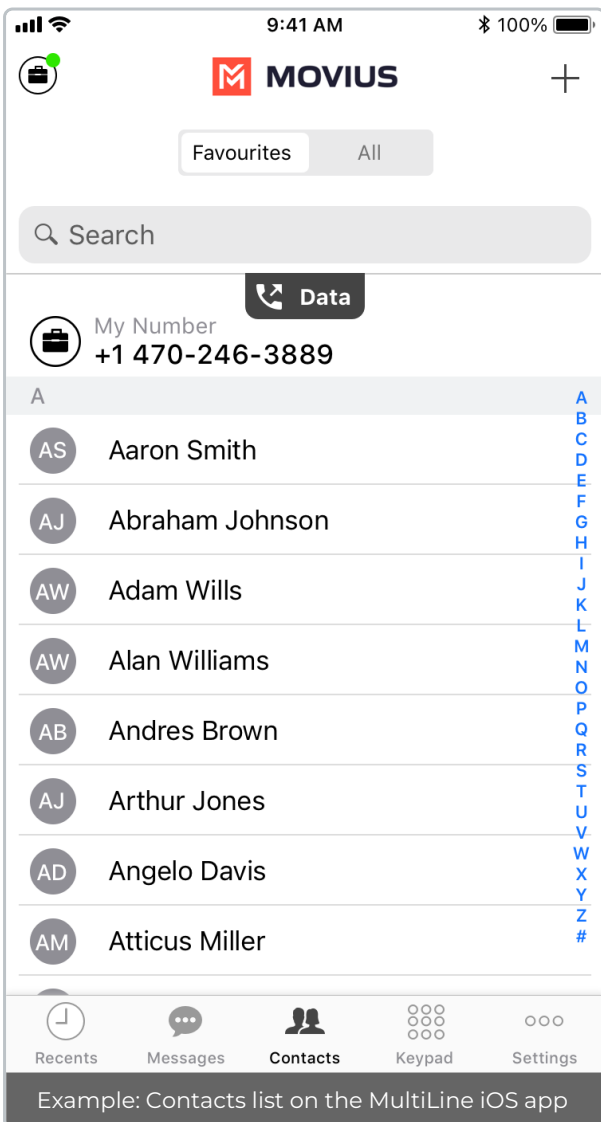 9:41 AM
100%
MOVIUS
Favourites All
Search
Data
My Number
+1 470-246-3889
A
AS Aaron Smith
AJ Abraham Johnson
AW Adam Wills
AW Alan Williams
AB Andres Brown
AJ Arthur Jones
AD Angelo Davis
AM Atticus Miller
A
B
C
D
E
F
G
H
I
J
K
L
M
N
O
P
Q
R
S
T
U
V
W
X
Y
Z
#
Recents Messages Contacts Keypad Settings
Example: Contacts list on the MultiLine iOS app